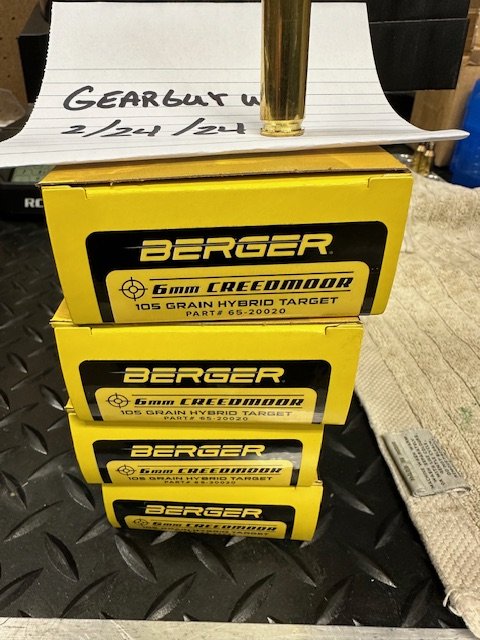 GEARGUY
2/24/24
BERGER
6mm CREEDMOOR
105 GRAIN HYBRID TARGET
PART# 65-20020
BERGER
6mm CREEDMOOR
105 GRAIN HYBRID TARGET
PART# 65-20020
BERGER
6mm CREEDMOOR
105 GRAIN HYBRID TARGET
PART# 65-20020
BERGER
6mm CREEDMOOR